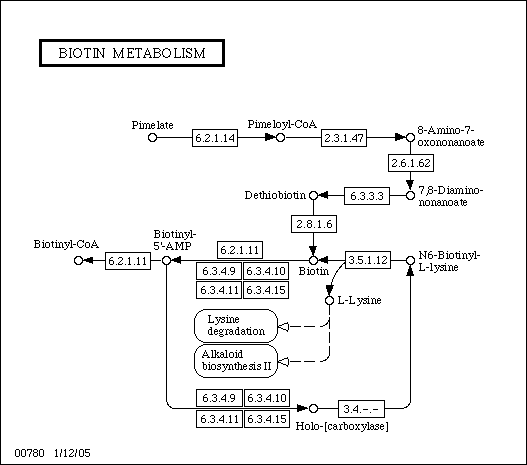 BIOTIN METABOLISM
Pimelate
6.2.1.14
Pimeloyl-CoA
2.3.1.47
8-Amino-7-
oxononanoate
2.6.1.62
Dethiobiotin
6.3.3.3
7,8-Diamino-
nonanoate
2.8.1.6
Biotinyl-CoA
6.2.1.11
Biotinyl-
5'-AMP
6.2.1.11
6.3.4.9
6.3.4.10
6.3.4.11
6.3.4.15
Biotin
3.5.1.12
N6-Biotinyl-
L-lysine
L-Lysine
Lysine
degradation
Alkaloid
biosynthesis II
6.3.4.9
6.3.4.10
6.3.4.11
6.3.4.15
Holo-[carboxylase]
3.4.-.-
00780 1/12/05